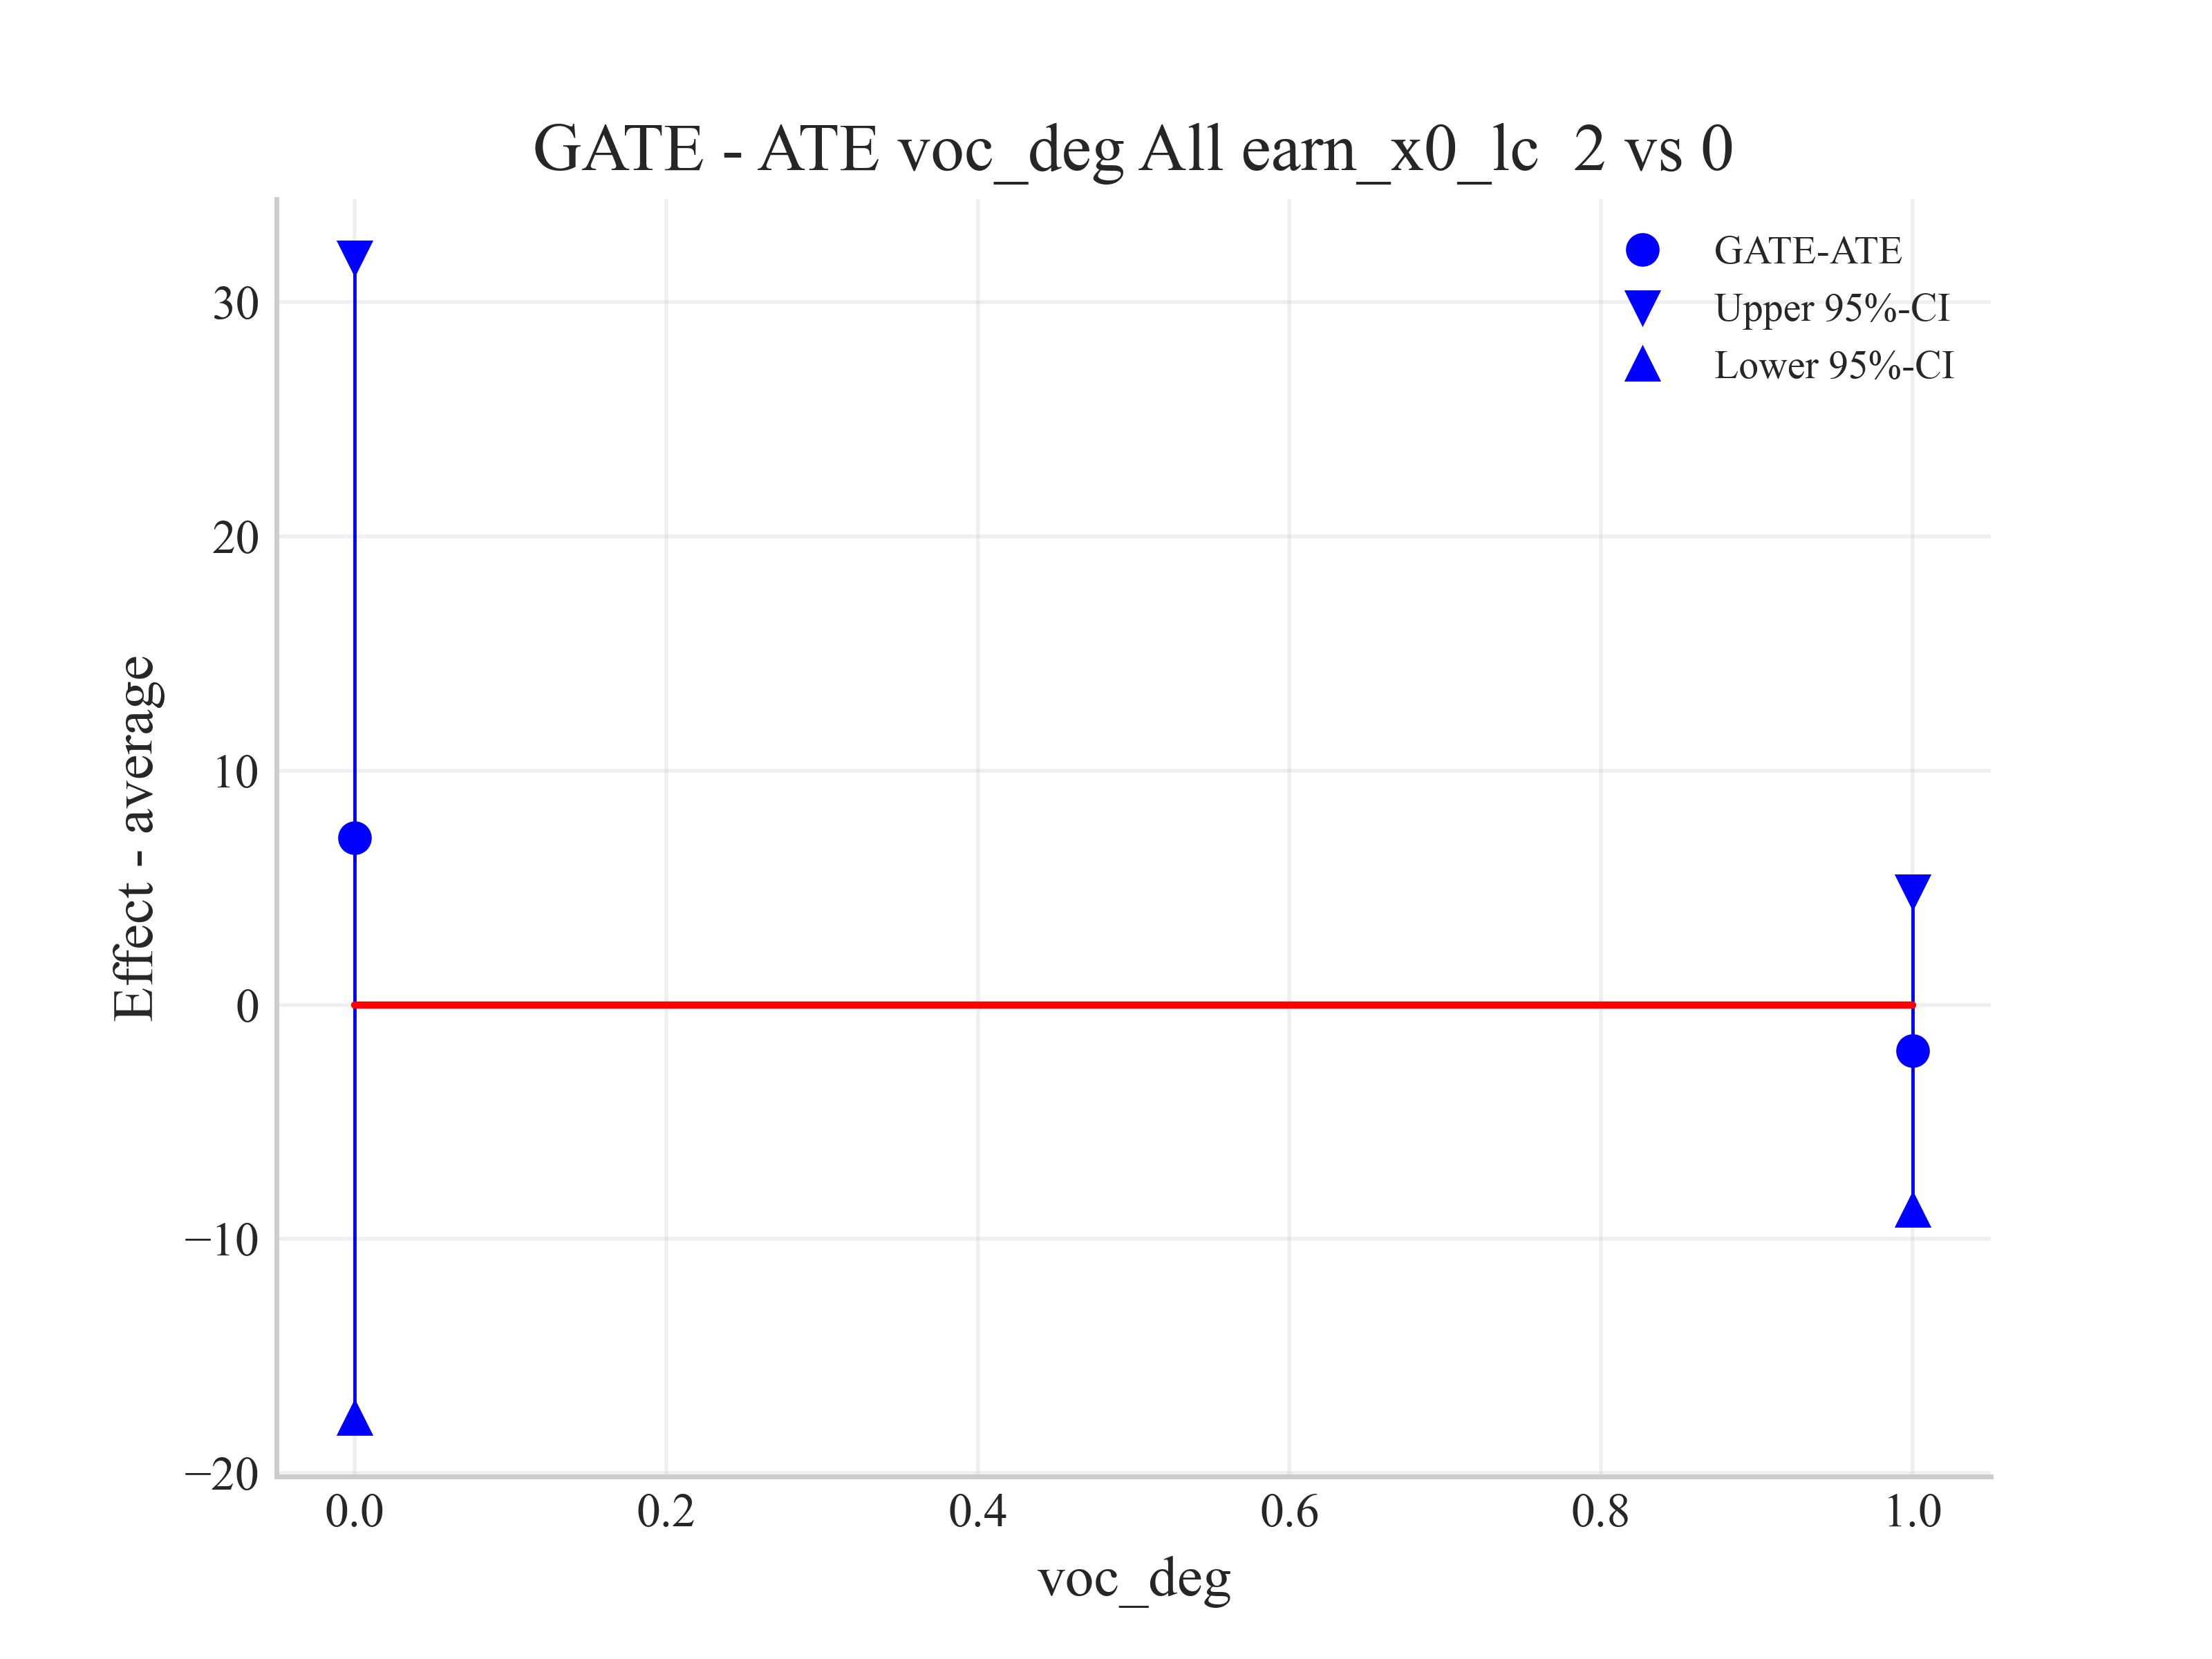 GATE - ATE voc_deg All earn_x0_lc  2 vs 0
GATE-ATE
Upper 95%-CI
Lower 95%-CI
Effect - average
30
20
10
0
−10
−20
0.0 0.2 0.4 0.6 0.8 1.0
voc_deg